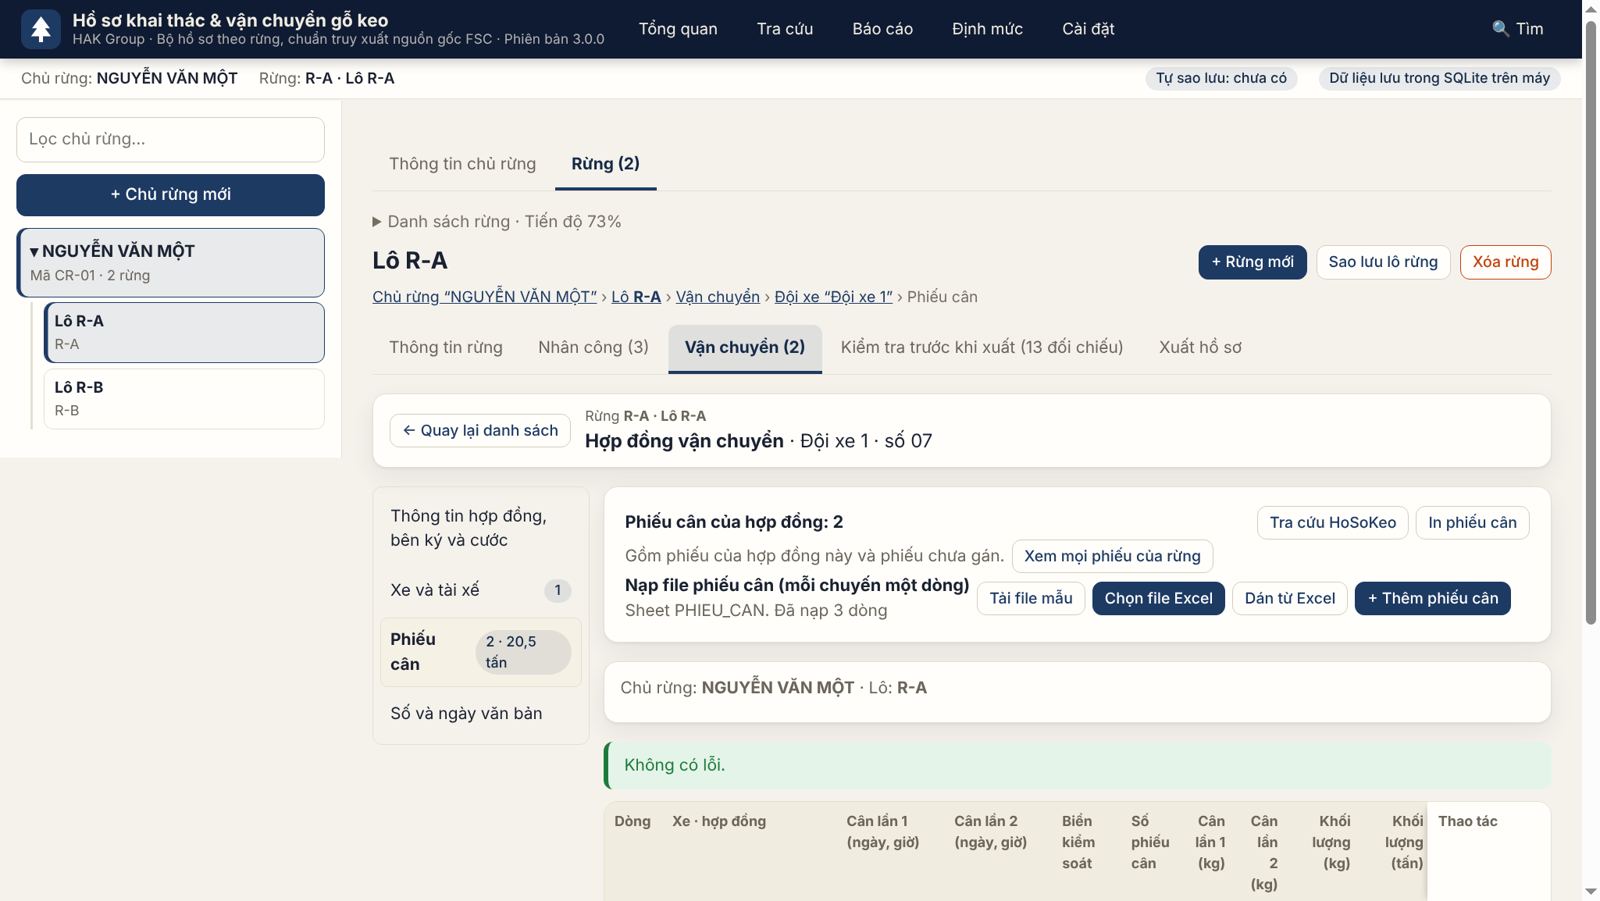 Hồ sơ khai thác & vận chuyển gỗ keo
HAK Group · Bộ hồ sơ theo rừng, chuẩn truy xuất nguồn gốc FSC · Phiên bản 3.0.0
Tổng quan
Tra cứu
Báo cáo
Định mức
Cài đặt
Tìm
Chủ rừng: NGUYỄN VĂN MỘT
Rừng: R-A · Lô R-A
Tự sao lưu: chưa có
Dữ liệu lưu trong SQLite trên máy
Lọc chủ rừng...
+ Chủ rừng mới
▾ NGUYỄN VĂN MỘT
Mã CR-01 · 2 rừng
Lô R-A
R-A
Lô R-B
R-B
Thông tin chủ rừng
Rừng (2)
▶ Danh sách rừng · Tiến độ 73%
Lô R-A
+ Rừng mới
Sao lưu lô rừng
Xóa rừng
Chủ rừng “NGUYỄN VĂN MỘT” › Lô R-A › Vận chuyển › Đội xe “Đội xe 1” › Phiếu cân
Thông tin rừng
Nhân công (3)
Vận chuyển (2)
Kiểm tra trước khi xuất (13 đối chiếu)
Xuất hồ sơ
← Quay lại danh sách
Rừng R-A · Lô R-A
Hợp đồng vận chuyển · Đội xe 1 · số 07
Thông tin hợp đồng,
bên ký và cước
Xe và tài xế
1
Phiếu
cân
2 · 20,5
tấn
Số và ngày văn bản
Phiếu cân của hợp đồng: 2
Tra cứu HoSoKeo
In phiếu cân
Gồm phiếu của hợp đồng này và phiếu chưa gán.
Xem mọi phiếu của rừng
Nạp file phiếu cân (mỗi chuyến một dòng)
Sheet PHIEU_CAN. Đã nạp 3 dòng
Tải file mẫu
Chọn file Excel
Dán từ Excel
+ Thêm phiếu cân
Chủ rừng: NGUYỄN VĂN MỘT · Lô: R-A
Không có lỗi.
Dòng
Xe · hợp đồng
Cân lần 1
(ngày, giờ)
Cân lần 2
(ngày, giờ)
Biển
kiểm
soát
Số
phiếu
cân
Cân
lần 1
(kg)
Cân
lần
2
(kg)
Khối
lượng
(kg)
Khối
lượng
(tấn)
Thao tác